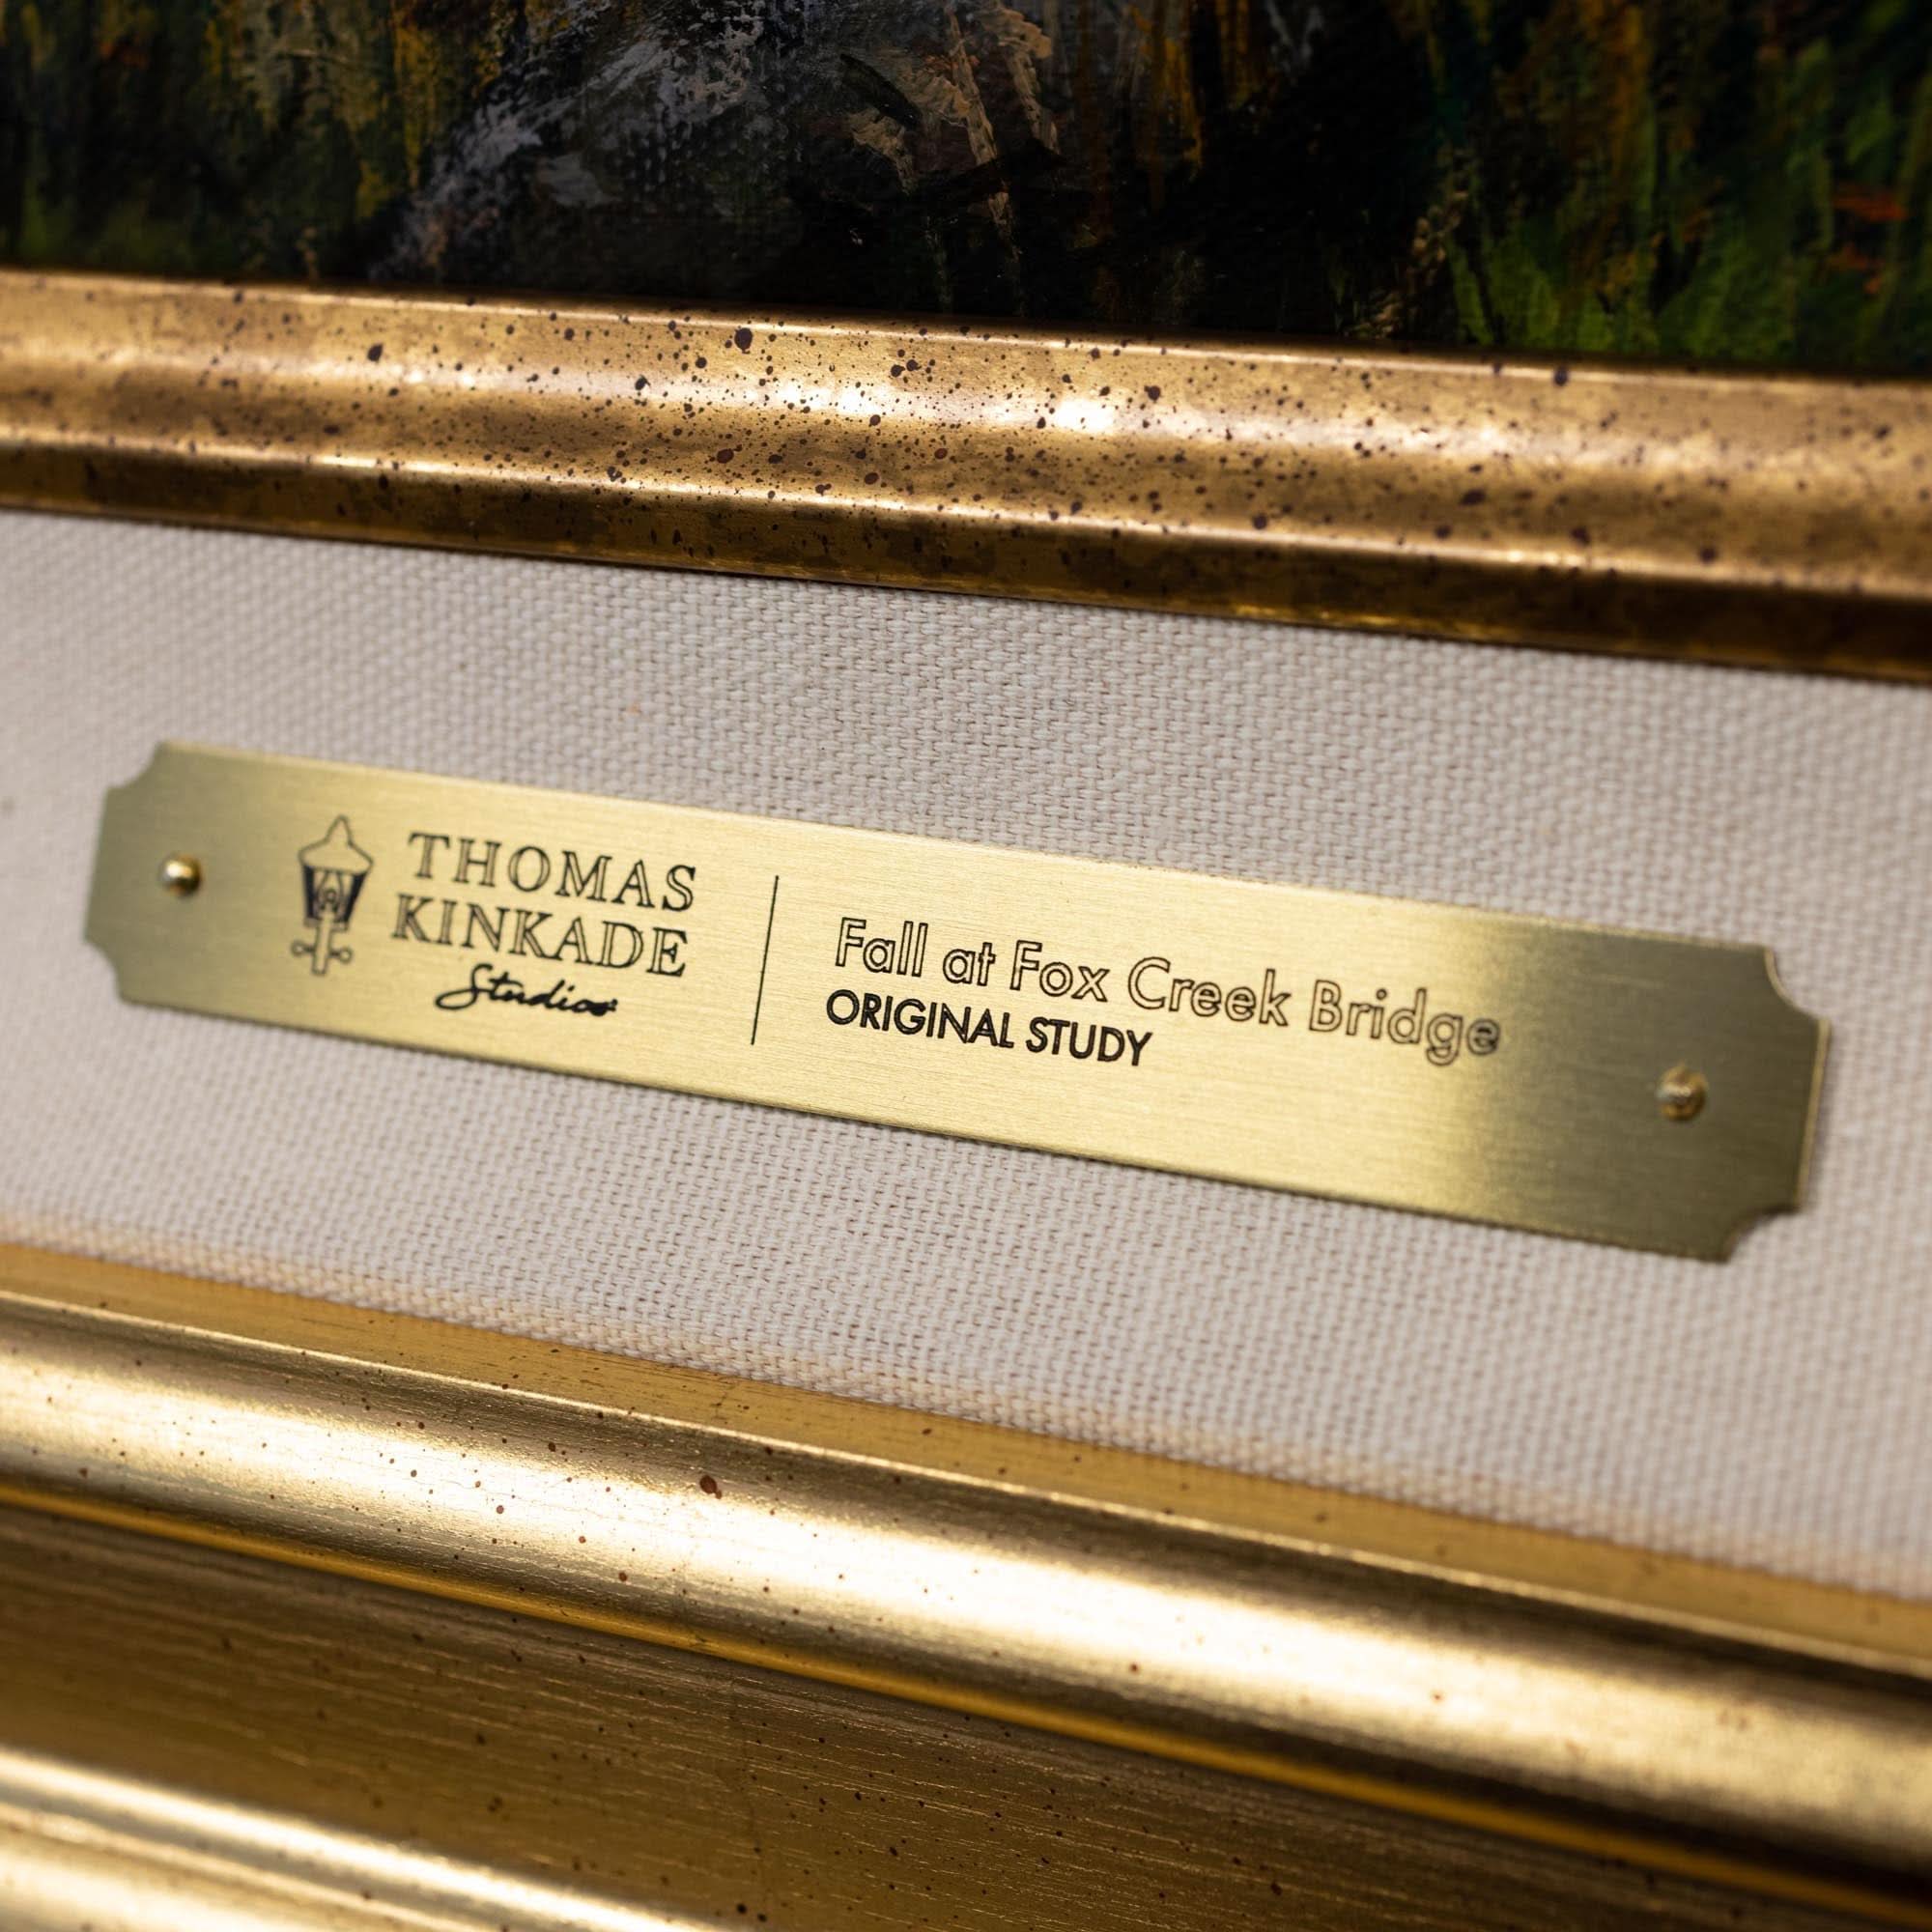 THOMAS
KINKADE
Studios
Fall at Fox Creek Bridge
ORIGINAL STUDY